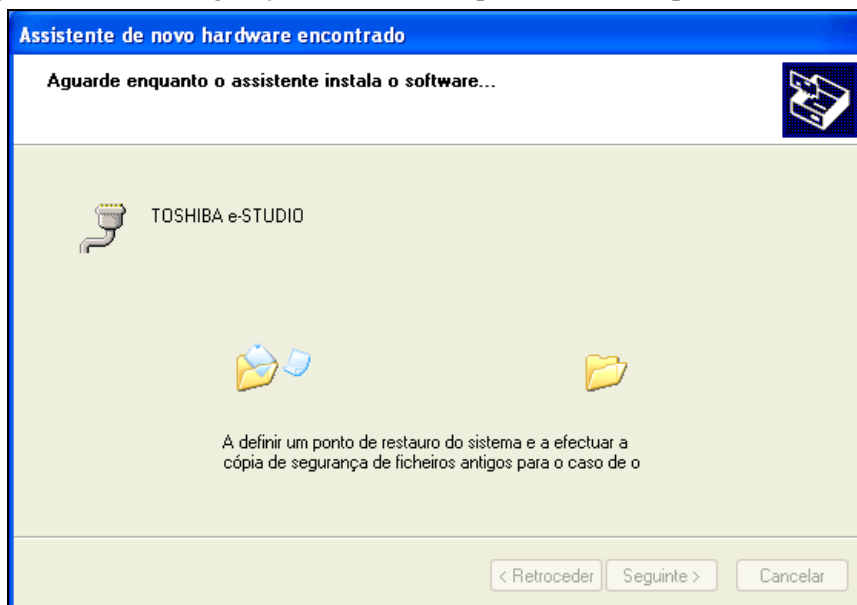 Assistente de novo hardware encontrado
Aguarde enquanto o assistente instala o software...
TOSHIBA e-STUDIO
A definir um ponto de restauro do sistema e a efectuar a
cópia de segurança de ficheiros antigos para o caso de o
< Retroceder Seguinte > Cancelar